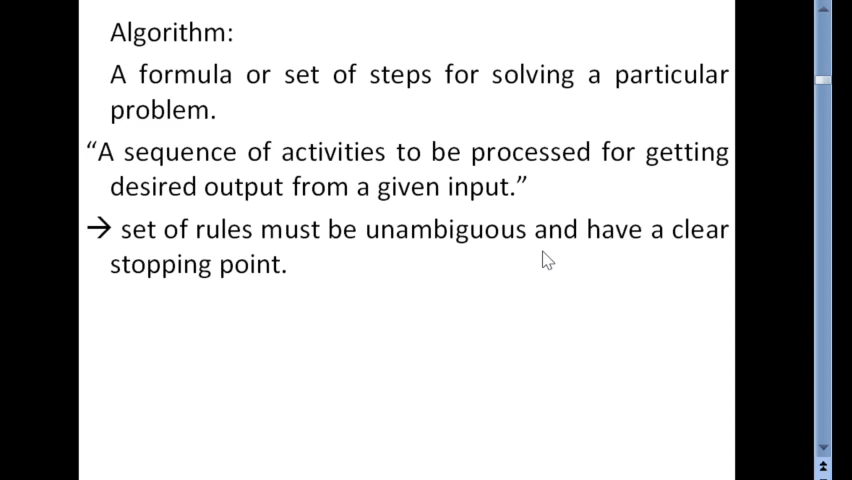 Algorithm:
A formula or set of steps for solving a particular
problem.
“A sequence of activities to be processed for getting
desired output from a given input.”
→ set of rules must be unambiguous and have a clear
stopping point.